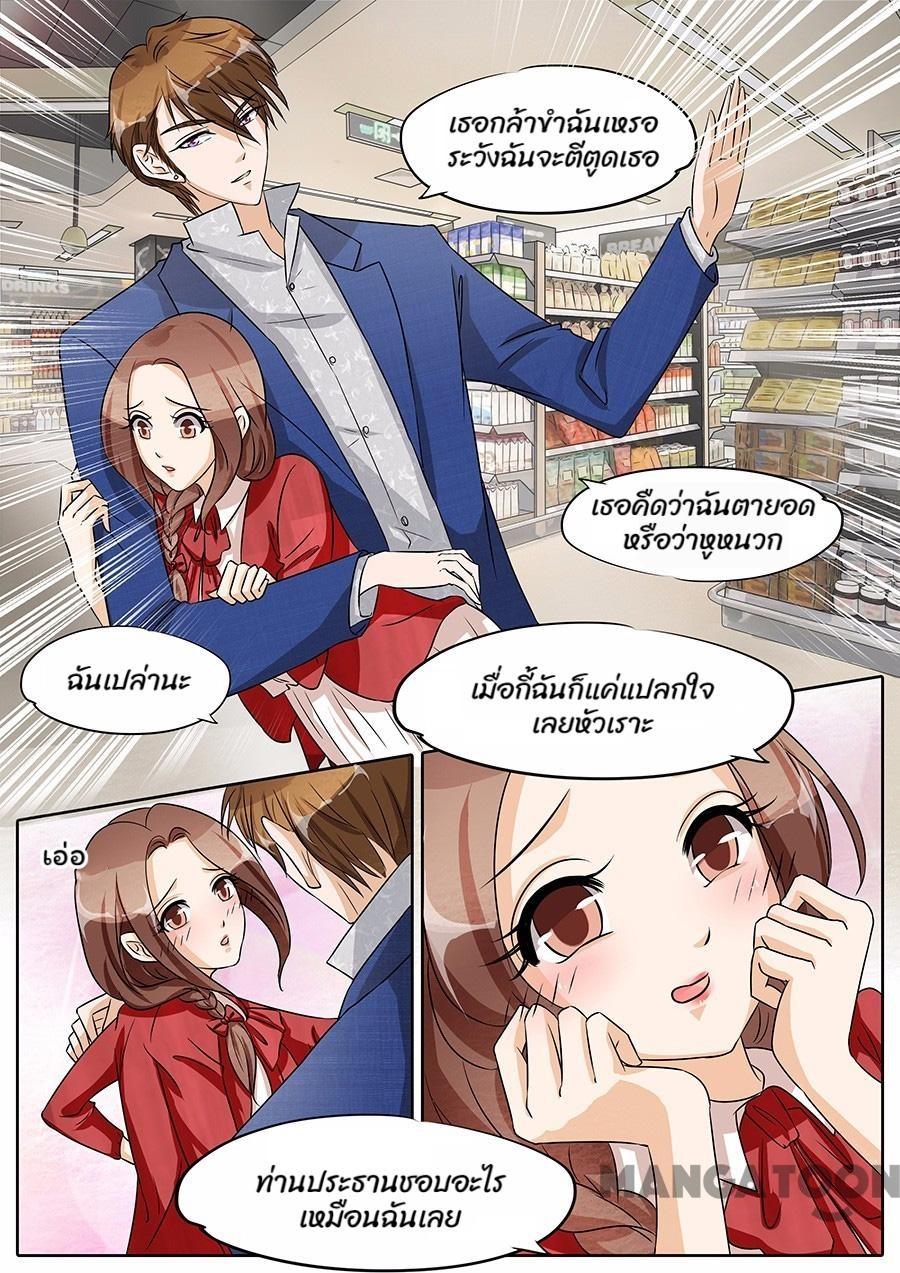 เธอกล้าขำฉันเหรอ
ระวังฉันจะตีตูดเธอ
DRINKS
BREAK
เธอคืดว่าฉันตายอด
หรือว่าหูหนวก
ฉันเปล่านะ
เมื่อกี้ฉันก็แค่แปลกใจ
เลยหัวเราะ
เอ่อ
ท่านประธานชอบอะไร
เหมือนฉันเลย
MANGATOON